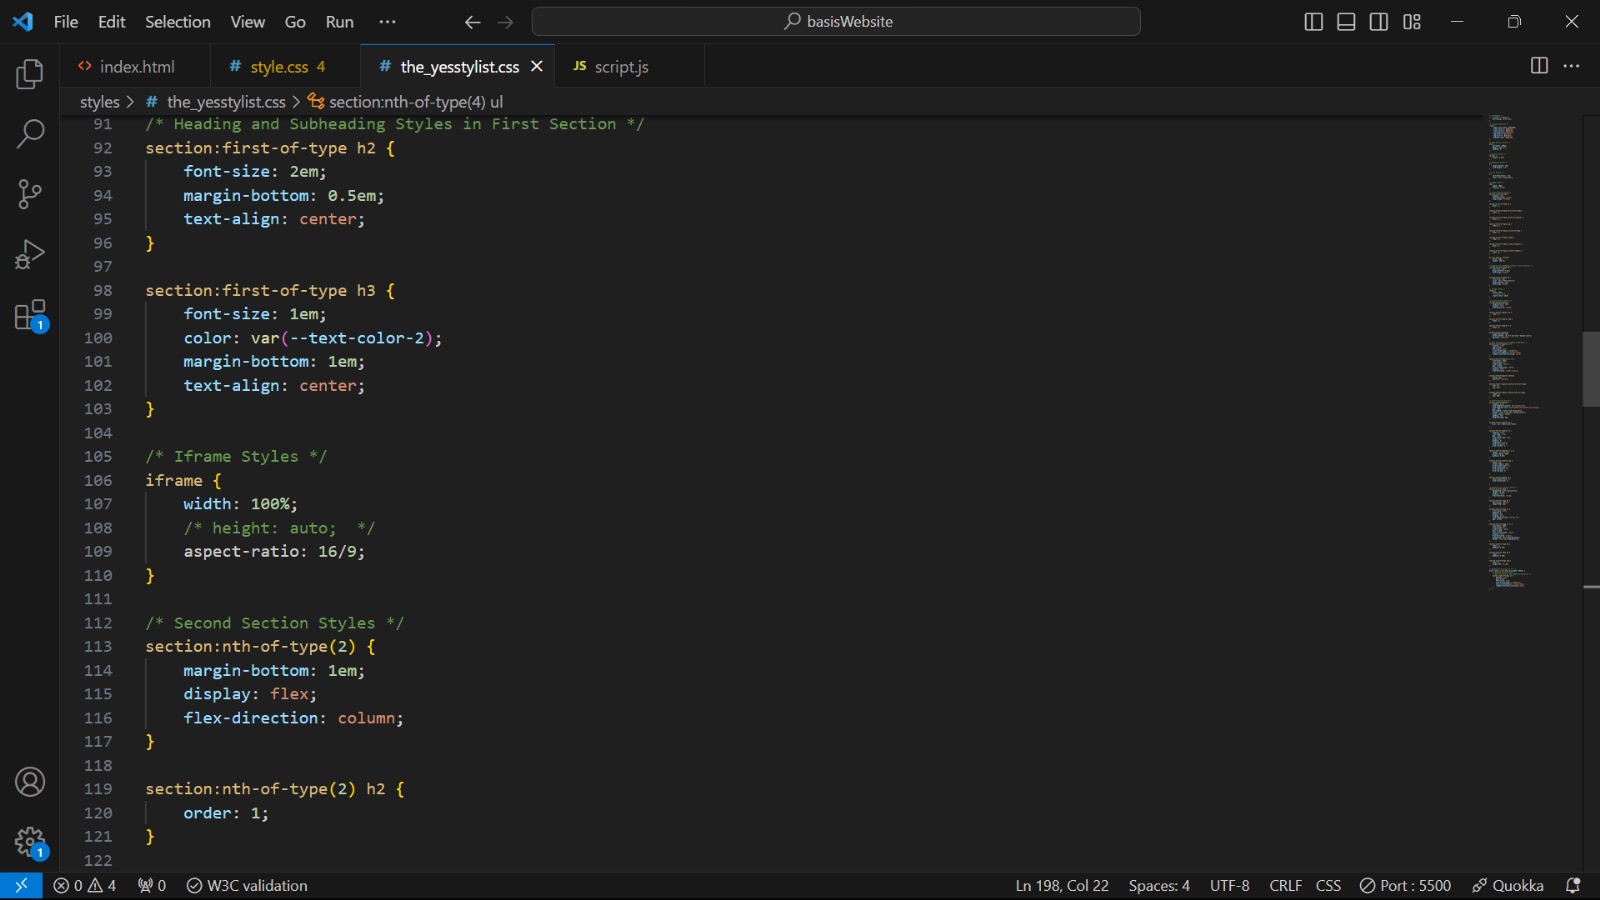 File Edit Selection View Go Run ··· basisWebsite
index.html # style.css 4 # the_yesstylist.css JS script.js
styles > # the_yesstylist.css > section:nth-of-type(4) ul
91 /* Heading and Subheading Styles in First Section */
92 section:first-of-type h2 {
93 font-size: 2em;
94 margin-bottom: 0.5em;
95 text-align: center;
96 }
97
98 section:first-of-type h3 {
99 font-size: 1em;
100 color: var(--text-color-2);
101 margin-bottom: 1em;
102 text-align: center;
103 }
104
105 /* Iframe Styles */
106 iframe {
107 width: 100%;
108 /* height: auto;  */
109 aspect-ratio: 16/9;
110 }
111
112 /* Second Section Styles */
113 section:nth-of-type(2) {
114 margin-bottom: 1em;
115 display: flex;
116 flex-direction: column;
117 }
118
119 section:nth-of-type(2) h2 {
120 order: 1;
121 }
122
1
1
0 4 0 W3C validation Ln 198, Col 22 Spaces: 4 UTF-8 CRLF CSS Port : 5500 Quokka